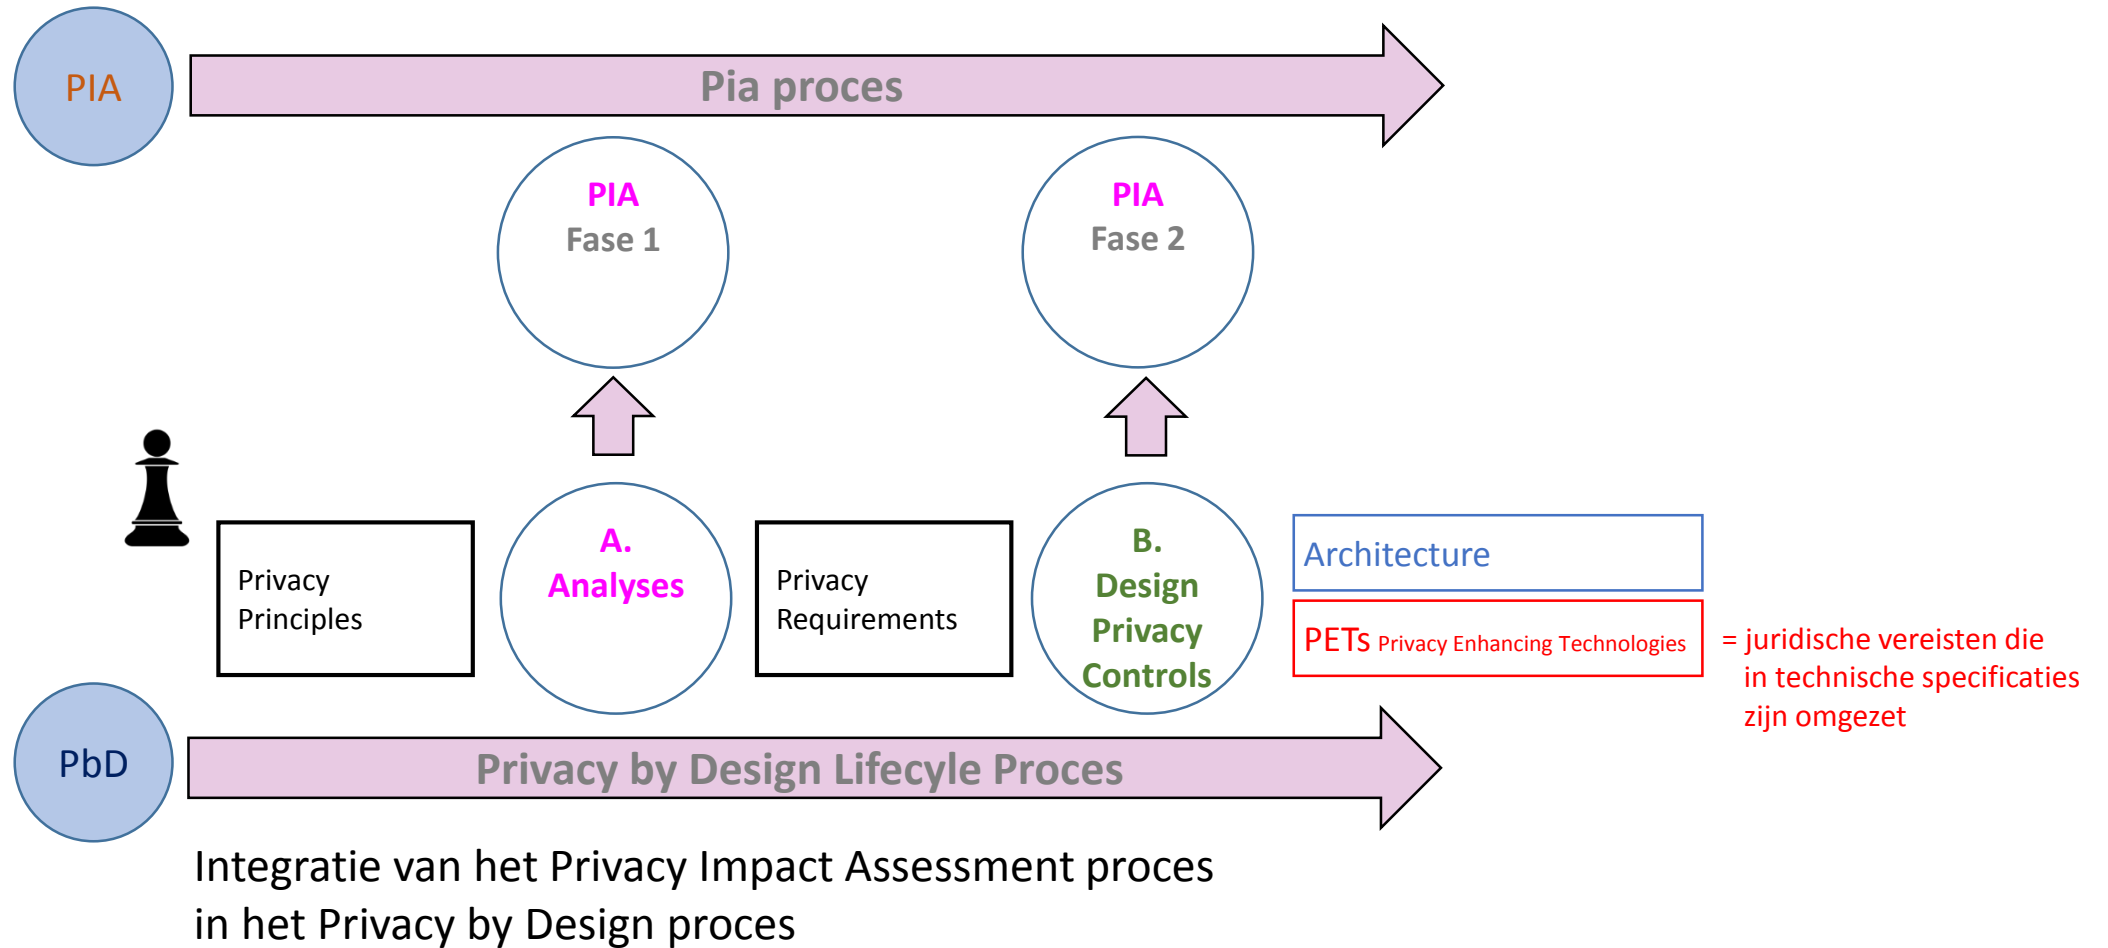 PIA
Pia proces
PIA
Fase 1
PIA
Fase 2
Privacy
Principles
A.
Analyses
Privacy
Requirements
B.
Design
Privacy
Controls
Architecture
PETs Privacy Enhancing Technologies
= juridische vereisten die
in technische specificaties
zijn omgezet
PbD
Privacy by Design Lifecyle Proces
Integratie van het Privacy Impact Assessment proces
in het Privacy by Design proces